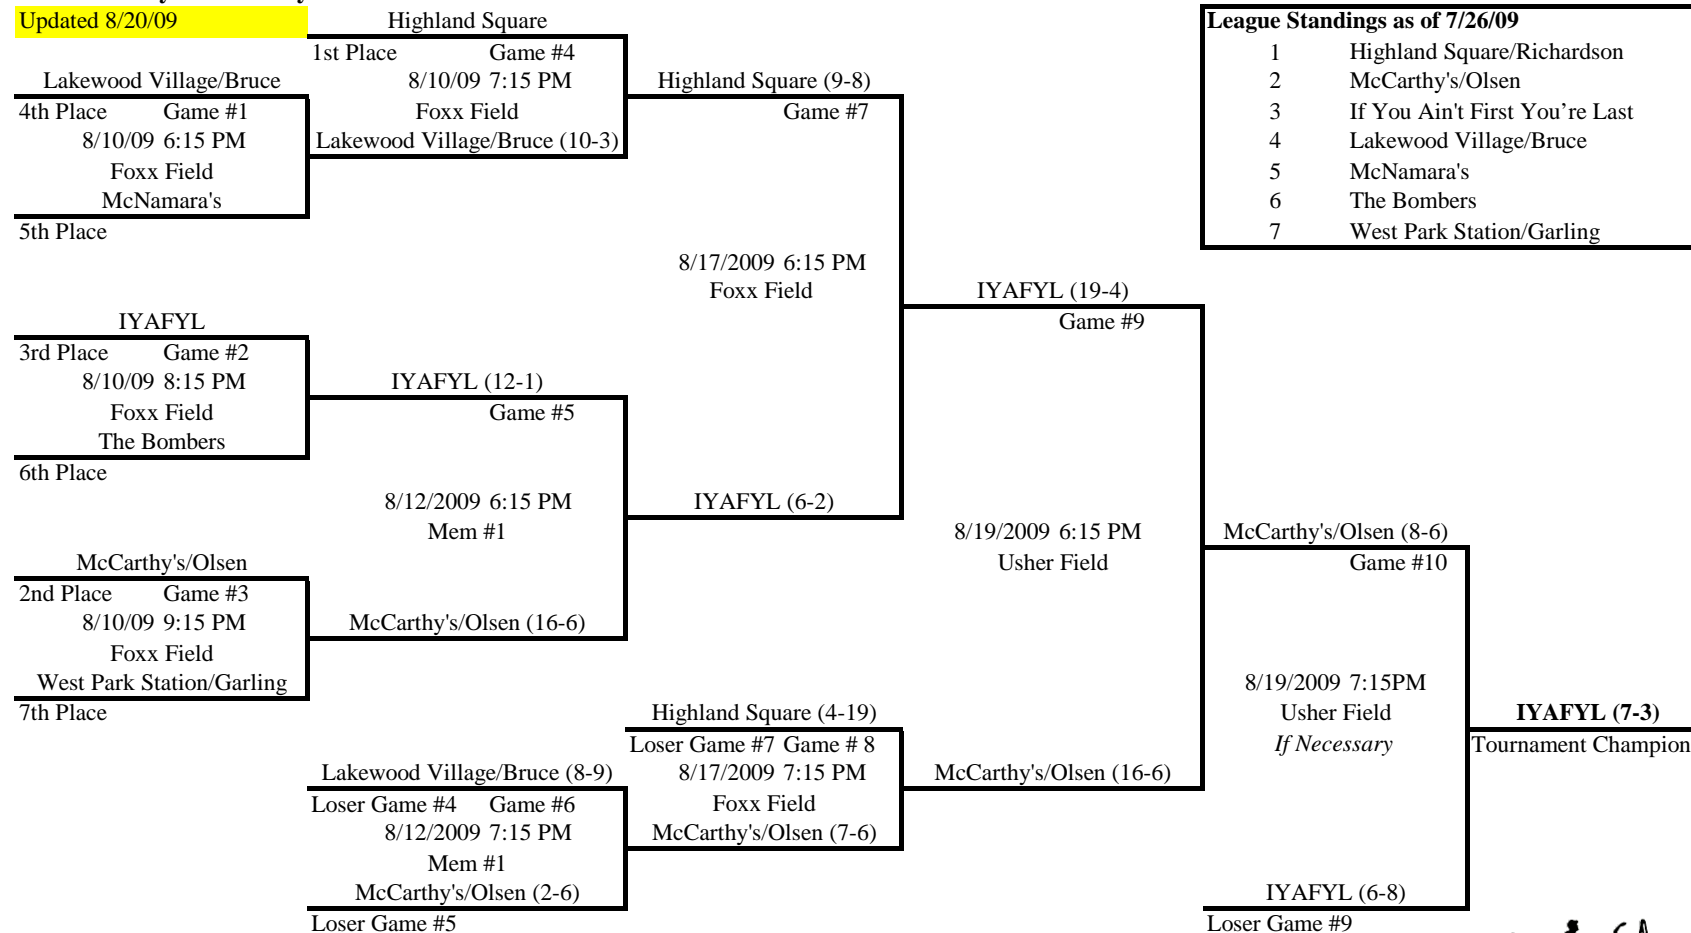 Updated 8/20/09
Highland Square
1st Place Game #4
8/10/09 7:15 PM
Foxx Field
Lakewood Village/Bruce (10-3)
Lakewood Village/Bruce
4th Place Game #1
8/10/09 6:15 PM
Foxx Field
McNamara's
5th Place
Highland Square (9-8)
Game #7
8/17/2009 6:15 PM
Foxx Field
League Standings as of 7/26/09
1 Highland Square/Richardson
2 McCarthy's/Olsen
3 If You Ain't First You’re Last
4 Lakewood Village/Bruce
5 McNamara's
6 The Bombers
7 West Park Station/Garling
IYAFYL
3rd Place Game #2
8/10/09 8:15 PM
Foxx Field
The Bombers
6th Place
IYAFYL (12-1)
Game #5
8/12/2009 6:15 PM
Mem #1
McCarthy's/Olsen (16-6)
IYAFYL (6-2)
McCarthy's/Olsen
2nd Place Game #3
8/10/09 9:15 PM
Foxx Field
West Park Station/Garling
7th Place
IYAFYL (19-4)
Game #9
8/19/2009 6:15 PM
Usher Field
McCarthy's/Olsen (16-6)
Highland Square (4-19)
Loser Game #7 Game # 8
8/17/2009 7:15 PM
Foxx Field
McCarthy's/Olsen (7-6)
Lakewood Village/Bruce (8-9)
Loser Game #4 Game #6
8/12/2009 7:15 PM
Mem #1
McCarthy's/Olsen (2-6)
Loser Game #5
McCarthy's/Olsen (8-6)
Game #10
8/19/2009 7:15PM
Usher Field
If Necessary
IYAFYL (6-8)
Loser Game #9
IYAFYL (7-3)
Tournament Champion